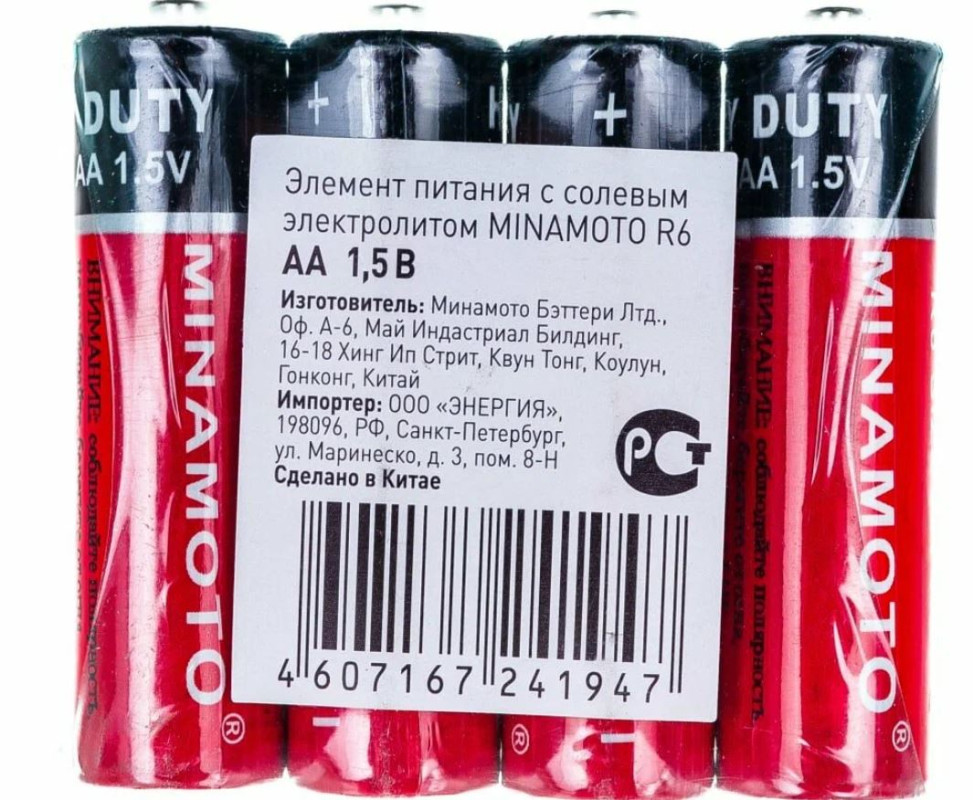 DUTY
AA 1.5V
MINAMOTO
®
ВНИМАНИЕ: соблюдайте полярность
+
+
DUTY
AA 1.5V
MINAMOTO
®
ВНИМАНИЕ: соблюдайте полярность
Элемент питания с солевым
электролитом MINAMOTO R6
АА 1,5 В
Изготовитель: Минамото Бэттери Лтд.,
Оф. А-6, Май Индастриал Билдинг,
16-18 Хинг Ип Стрит, Квун Тонг, Коулун,
Гонконг, Китай
Импортер: ООО «ЭНЕРГИЯ»,
198096, РФ, Санкт-Петербург,
ул. Маринеско, д. 3, пом. 8-Н
Сделано в Китае
РСТ
4 607167 241947
®